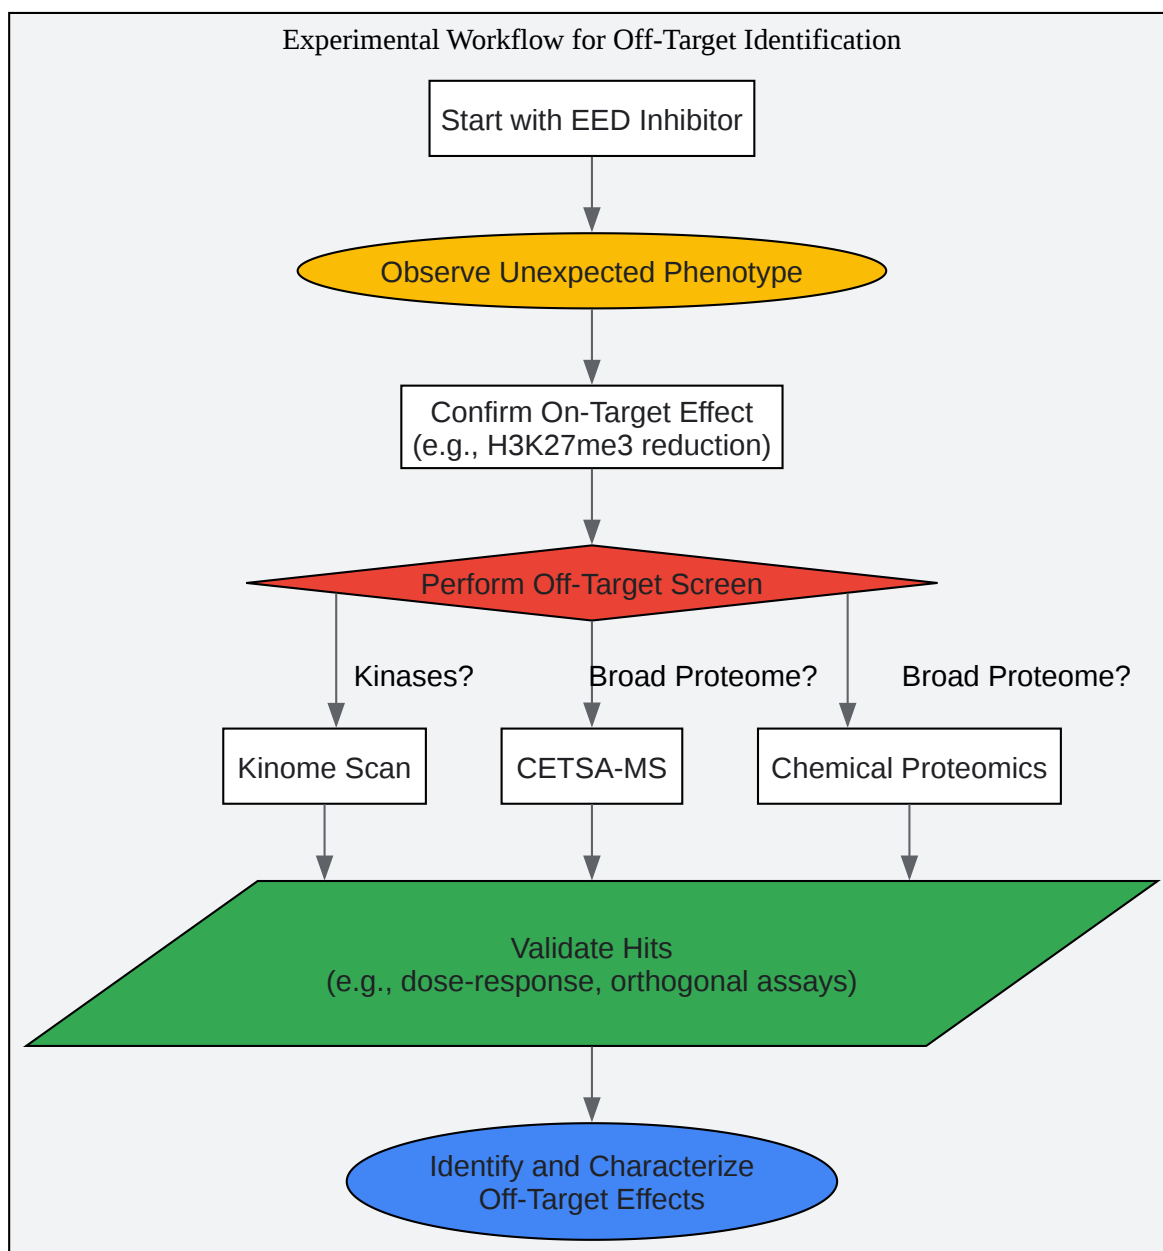 Experimental Workflow for Off-Target Identification
Start with EED Inhibitor
Observe Unexpected Phenotype
Confirm On-Target Effect
(e.g., H3K27me3 reduction)
Perform Off-Target Screen
Kinases?
Broad Proteome?
Broad Proteome?
Kinome Scan
CETSA-MS
Chemical Proteomics
Validate Hits
(e.g., dose-response, orthogonal assays)
Identify and Characterize
Off-Target Effects